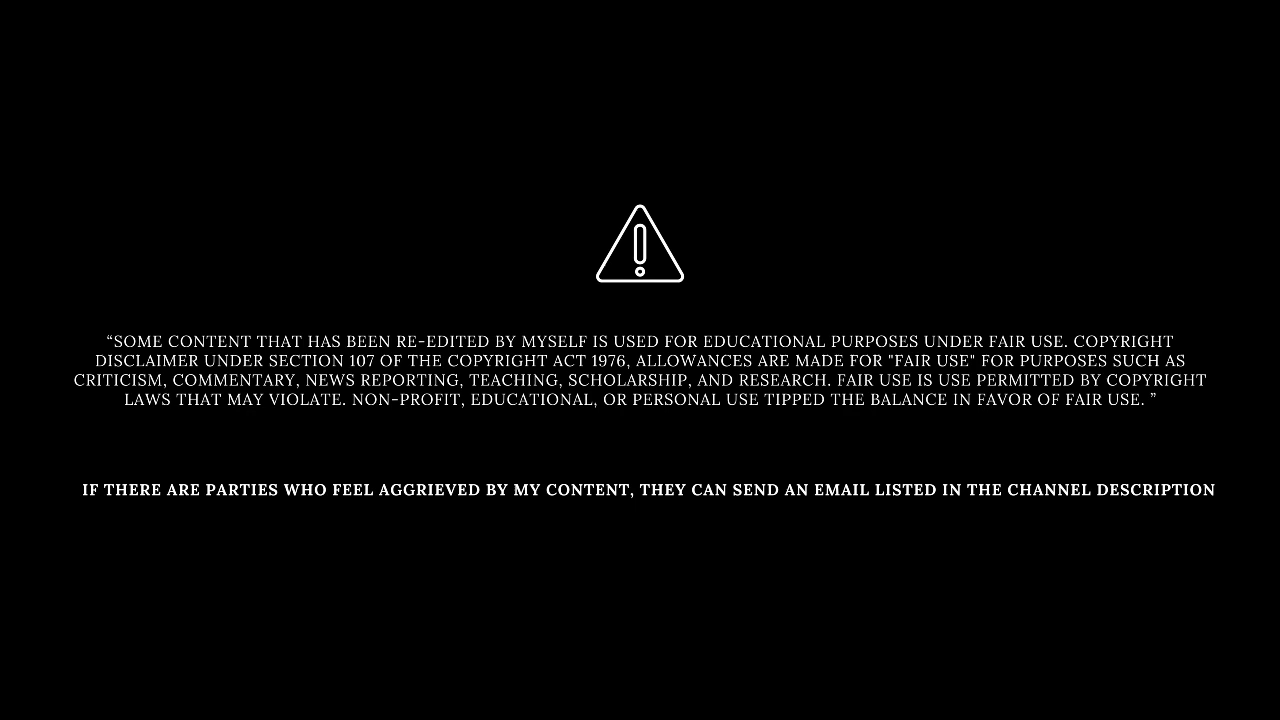 “SOME CONTENT THAT HAS BEEN RE-EDITED BY MYSELF IS USED FOR EDUCATIONAL PURPOSES UNDER FAIR USE. COPYRIGHT
DISCLAIMER UNDER SECTION 107 OF THE COPYRIGHT ACT 1976, ALLOWANCES ARE MADE FOR "FAIR USE" FOR PURPOSES SUCH AS
CRITICISM, COMMENTARY, NEWS REPORTING, TEACHING, SCHOLARSHIP, AND RESEARCH. FAIR USE IS USE PERMITTED BY COPYRIGHT
LAWS THAT MAY VIOLATE. NON-PROFIT, EDUCATIONAL, OR PERSONAL USE TIPPED THE BALANCE IN FAVOR OF FAIR USE. ”
IF THERE ARE PARTIES WHO FEEL AGGRIEVED BY MY CONTENT, THEY CAN SEND AN EMAIL LISTED IN THE CHANNEL DESCRIPTION